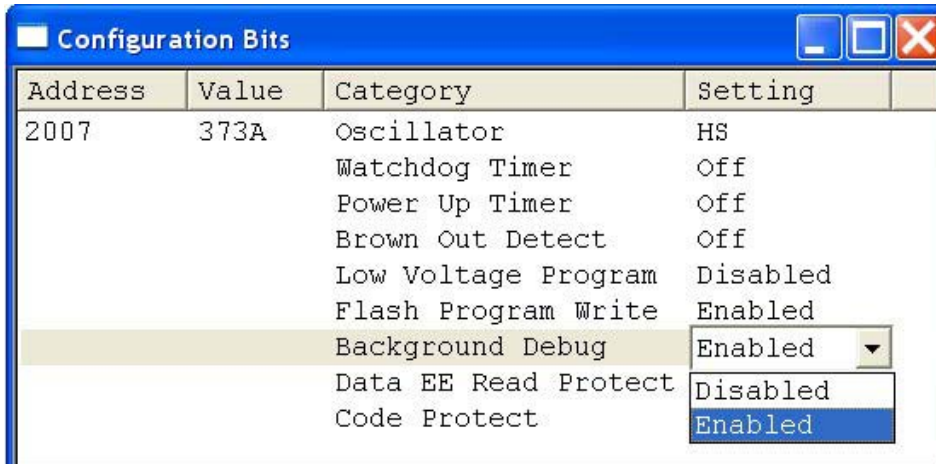 Configuration Bits
Address Value Category Setting
2007 373A Oscillator HS
Watchdog Timer Off
Power Up Timer Off
Brown Out Detect Off
Low Voltage Program Disabled
Flash Program Write Enabled
Background Debug Enabled
Data EE Read Protect Disabled
Code Protect Enabled